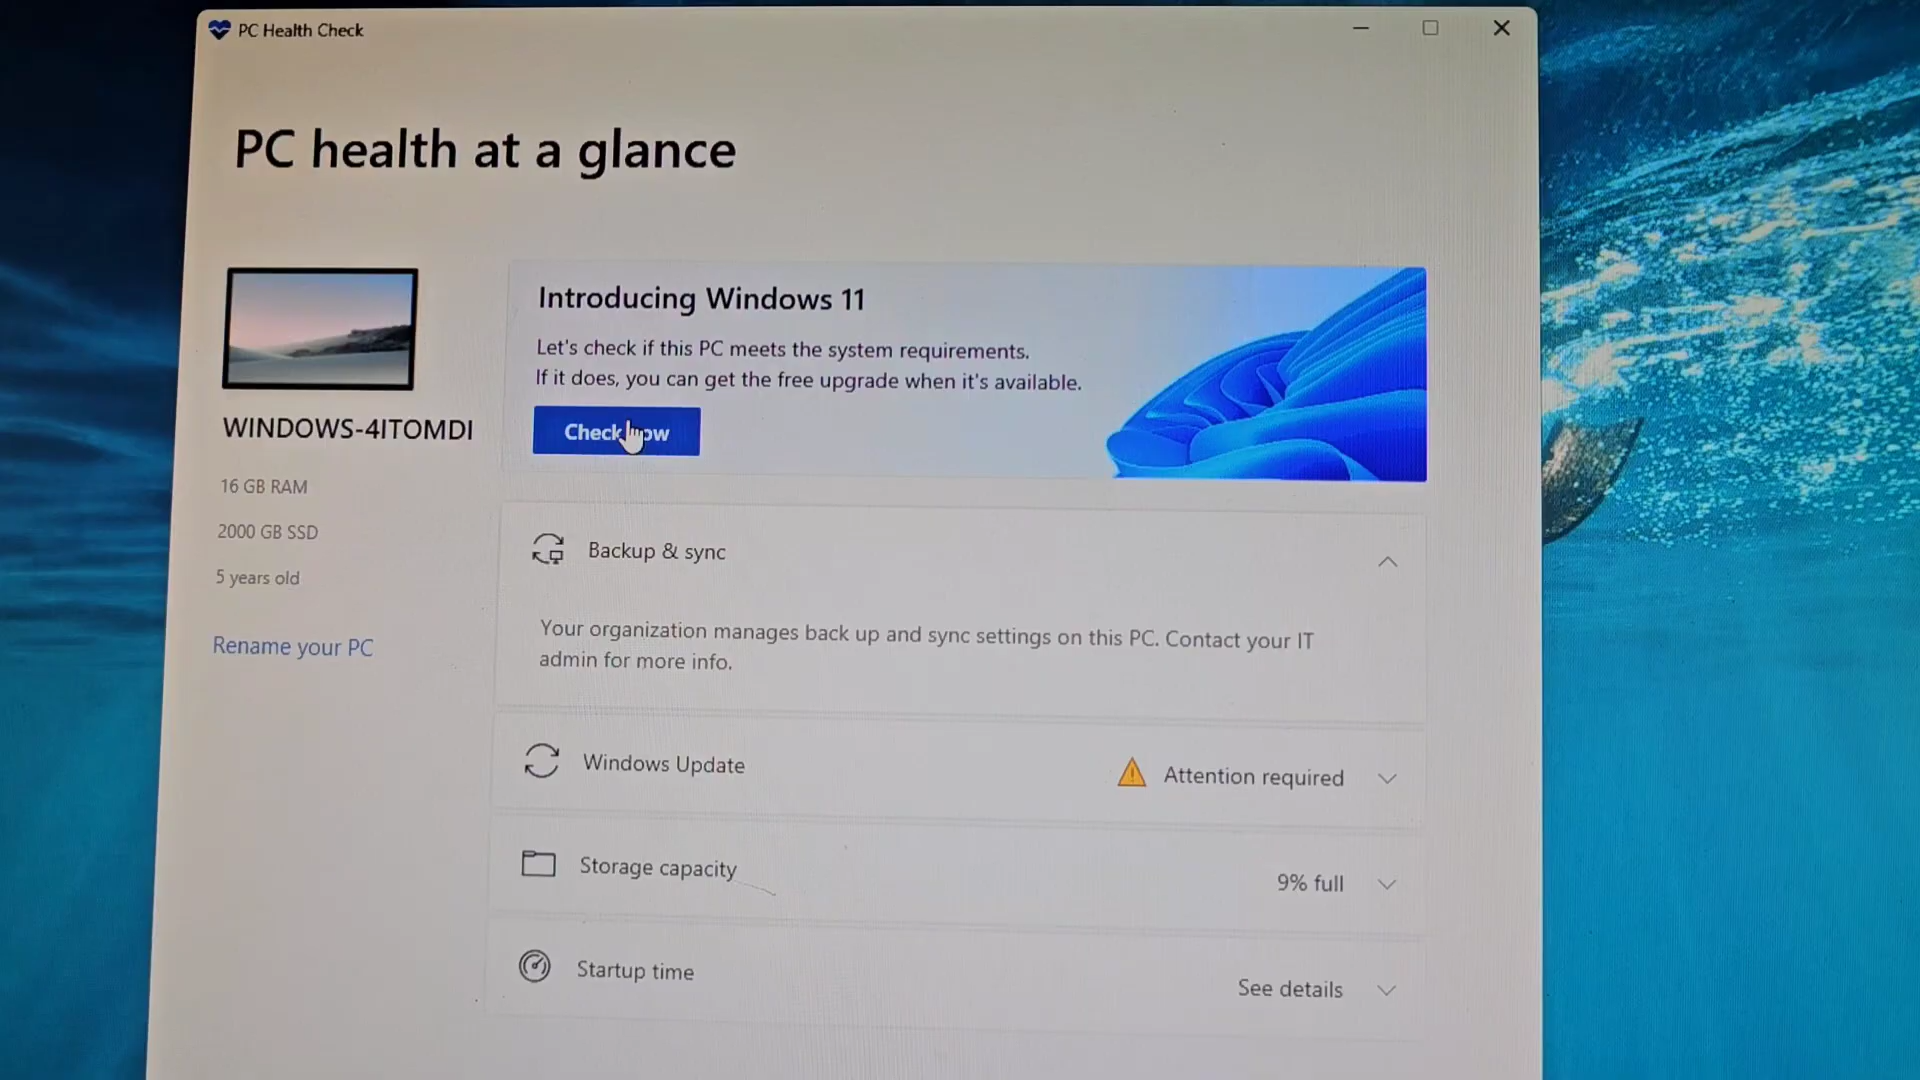 PC Health Check
PC health at a glance
Introducing Windows 11
Let's check if this PC meets the system requirements.
If it does, you can get the free upgrade when it's available.
Check now
WINDOWS-4ITOMDI
16 GB RAM
2000 GB SSD
5 years old
Rename your PC
Backup & sync
Your organization manages back up and sync settings on this PC. Contact your IT
admin for more info.
Windows Update
Attention required
Storage capacity
9% full
Startup time
See details